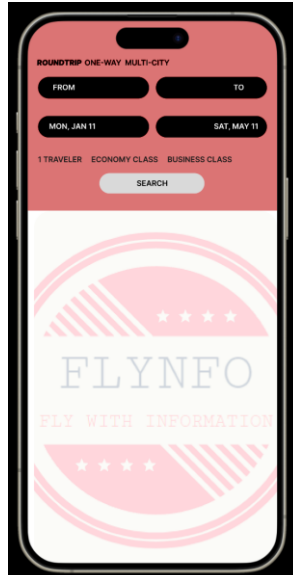 ROUNDTRIP ONE-WAY MULTI-CITY
FROM TO
MON, JAN 11 SAT, MAY 11
1 TRAVELER ECONOMY CLASS BUSINESS CLASS
SEARCH
FLYNFO
FLY WITH INFORMATION